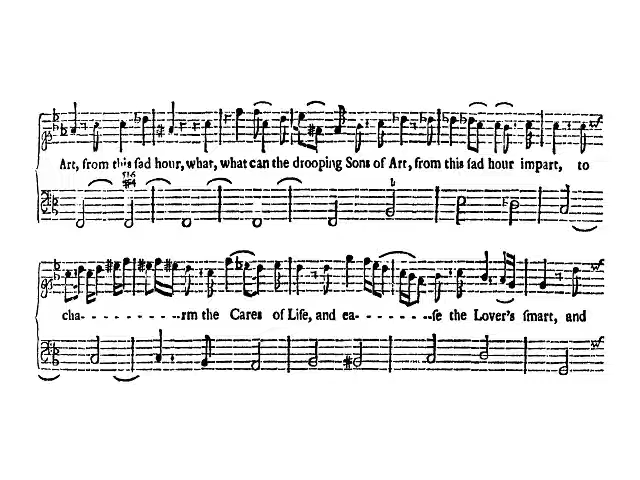 Art, from this ſad hour, what, what can the drooping Sons of Art, from this ſad hour impart, to
cha- - - - - - - - - -rm the Cares of Life, and ea- - - - - - - - -ſe the Lover's ſmart, and